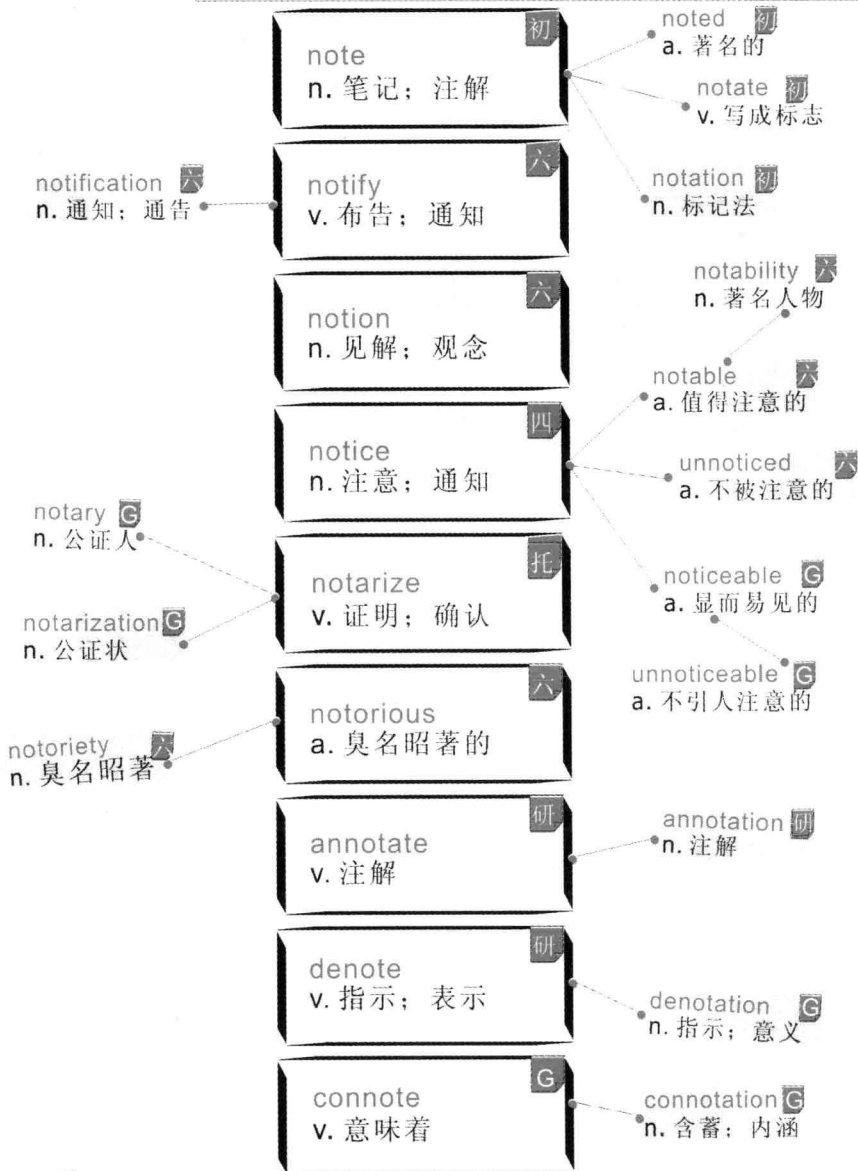 note 初
n. 笔记；注解
noted 初
a. 著名的
notate 初
v. 写成标志
notation 初
n. 标记法
notify 六
v. 布告；通知
notification 六
n. 通知；通告
notion 六
n. 见解；观念
notice 四
n. 注意；通知
notability 六
n. 著名人物
notable 六
a. 值得注意的
unnoticed 六
a. 不被注意的
noticeable G
a. 显而易见的
unnoticeable G
a. 不引人注意的
notarize 托
v. 证明；确认
notary G
n. 公证人
notarization G
n. 公证状
notorious 六
a. 臭名昭著的
notoriety 六
n. 臭名昭著
annotate 研
v. 注解
annotation 研
n. 注解
denote 研
v. 指示；表示
denotation G
n. 指示；意义
connote G
v. 意味着
connotation G
n. 含蓄；内涵